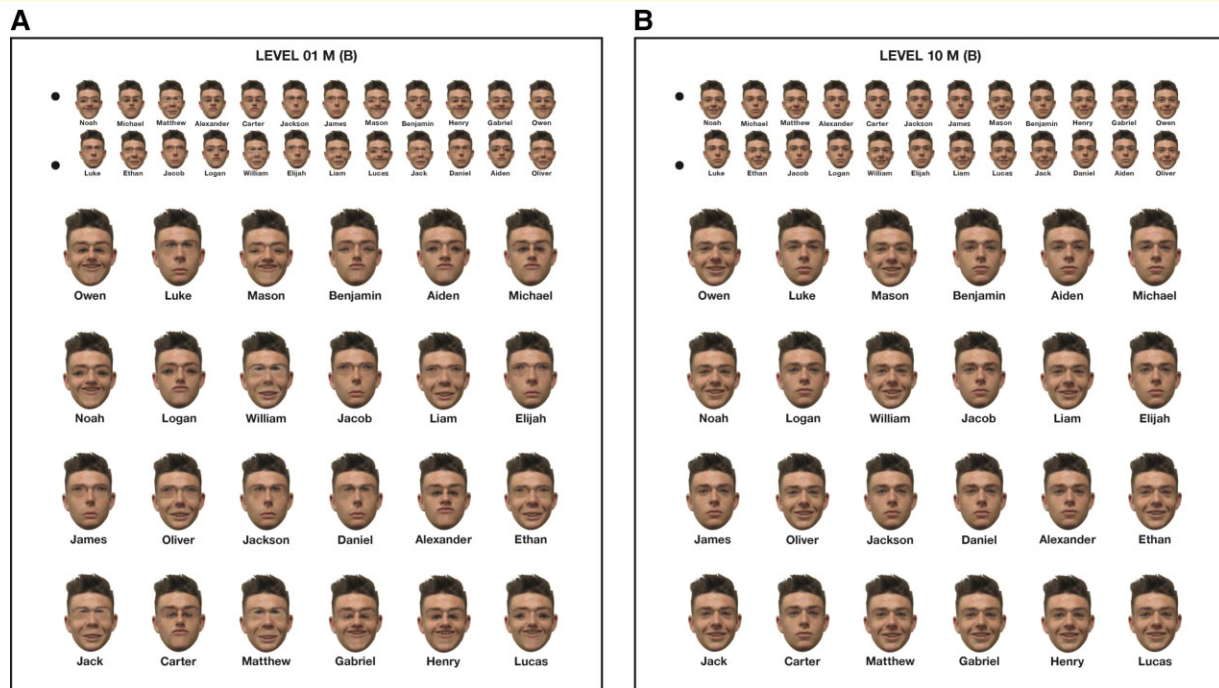 A
LEVEL 01 M (B)
Noah Michael Matthew Alexander Carter Jackson James Mason Benjamin Henry Gabriel Owen
Luke Ethan Jacob Logan William Elijah Liam Lucas Jack Daniel Aiden Oliver
Owen Luke Mason Benjamin Aiden Michael
Noah Logan William Jacob Liam Elijah
James Oliver Jackson Daniel Alexander Ethan
Jack Carter Matthew Gabriel Henry Lucas
B
LEVEL 10 M (B)
Noah Michael Matthew Alexander Carter Jackson James Mason Benjamin Henry Gabriel Owen
Luke Ethan Jacob Logan William Elijah Liam Lucas Jack Daniel Aiden Oliver
Owen Luke Mason Benjamin Aiden Michael
Noah Logan William Jacob Liam Elijah
James Oliver Jackson Daniel Alexander Ethan
Jack Carter Matthew Gabriel Henry Lucas